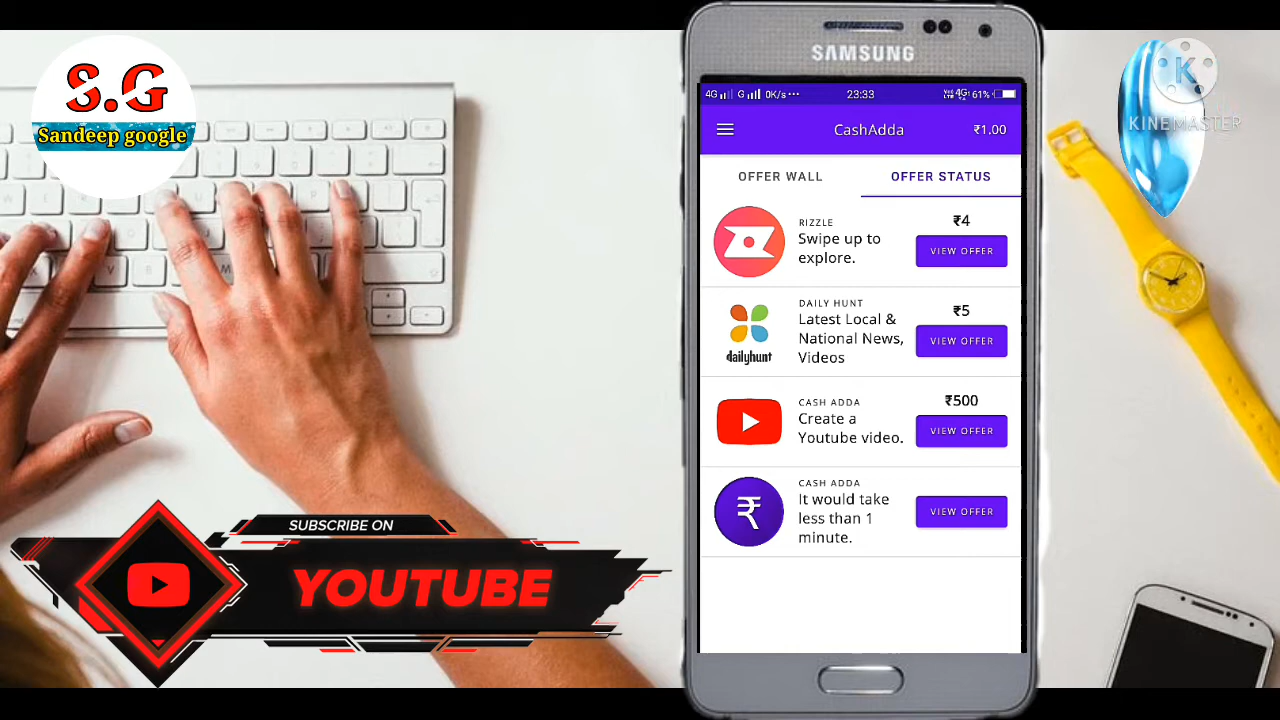 S.G
Sandeep google
SAMSUNG
4G G 0K/s ... 23:33 4G 61%
CashAdda ₹1.00
OFFER WALL OFFER STATUS
RIZZLE
Swipe up to
explore.
₹4
VIEW OFFER
DAILY HUNT
Latest Local &
National News,
Videos
dailyhunt
₹5
VIEW OFFER
CASH ADDA
Create a
Youtube video.
₹500
VIEW OFFER
CASH ADDA
It would take
less than 1
minute.
₹
VIEW OFFER
K
KINEMASTER
SUBSCRIBE ON
YOUTUBE